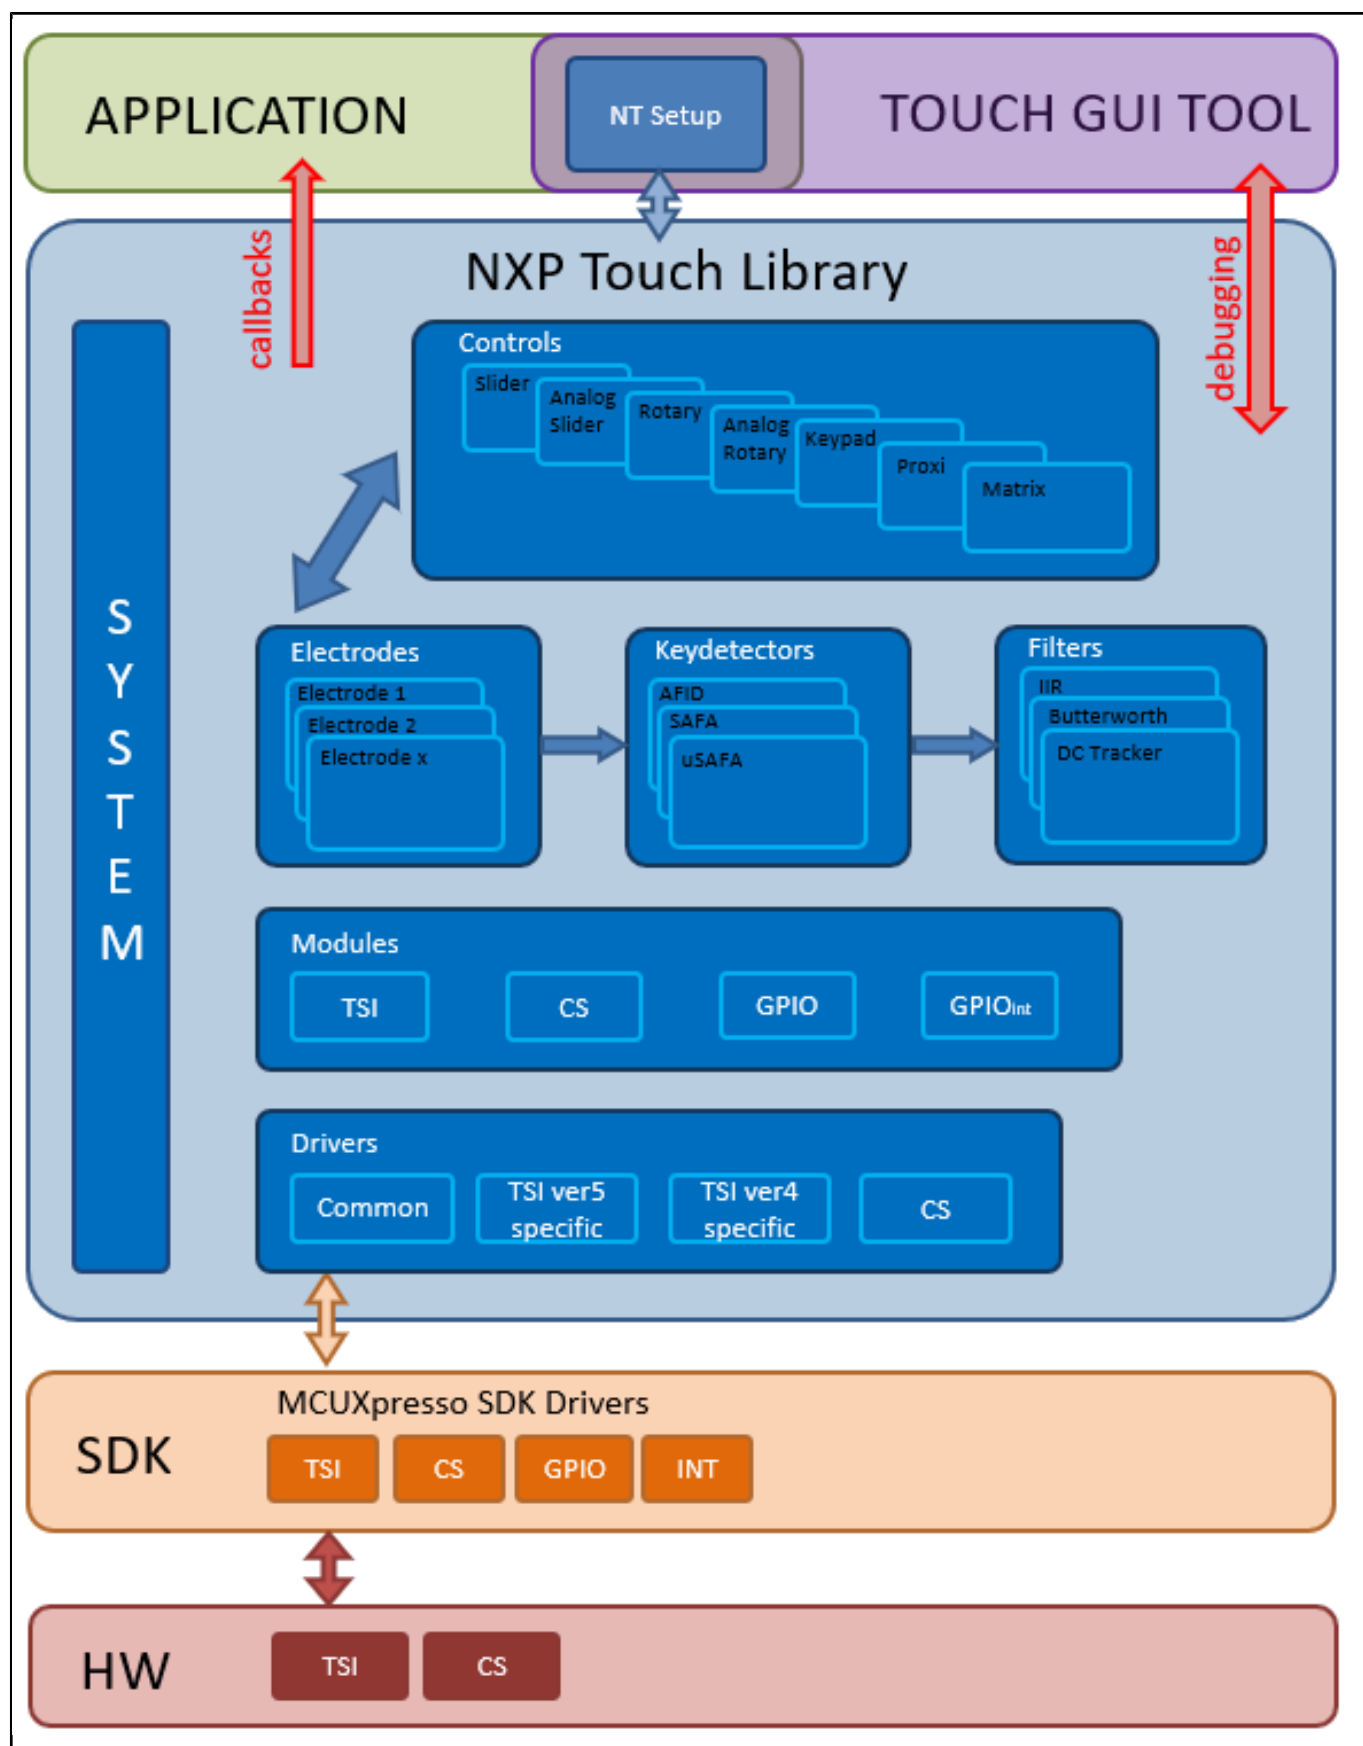 APPLICATION
NT Setup
TOUCH GUI TOOL
callbacks
debugging
NXP Touch Library
SYSTEM
Controls
Slider
Analog
Slider
Rotary
Analog
Rotary
Keypad
Proxi
Matrix
Electrodes
Electrode 1
Electrode 2
Electrode x
Keydetectors
AFID
SAFA
uSAFA
Filters
IIR
Butterworth
DC Tracker
Modules
TSI
CS
GPIO
GPIOInt
Drivers
Common
TSI ver5
specific
TSI ver4
specific
CS
SDK
MCUXpresso SDK Drivers
TSI
CS
GPIO
INT
HW
TSI
CS